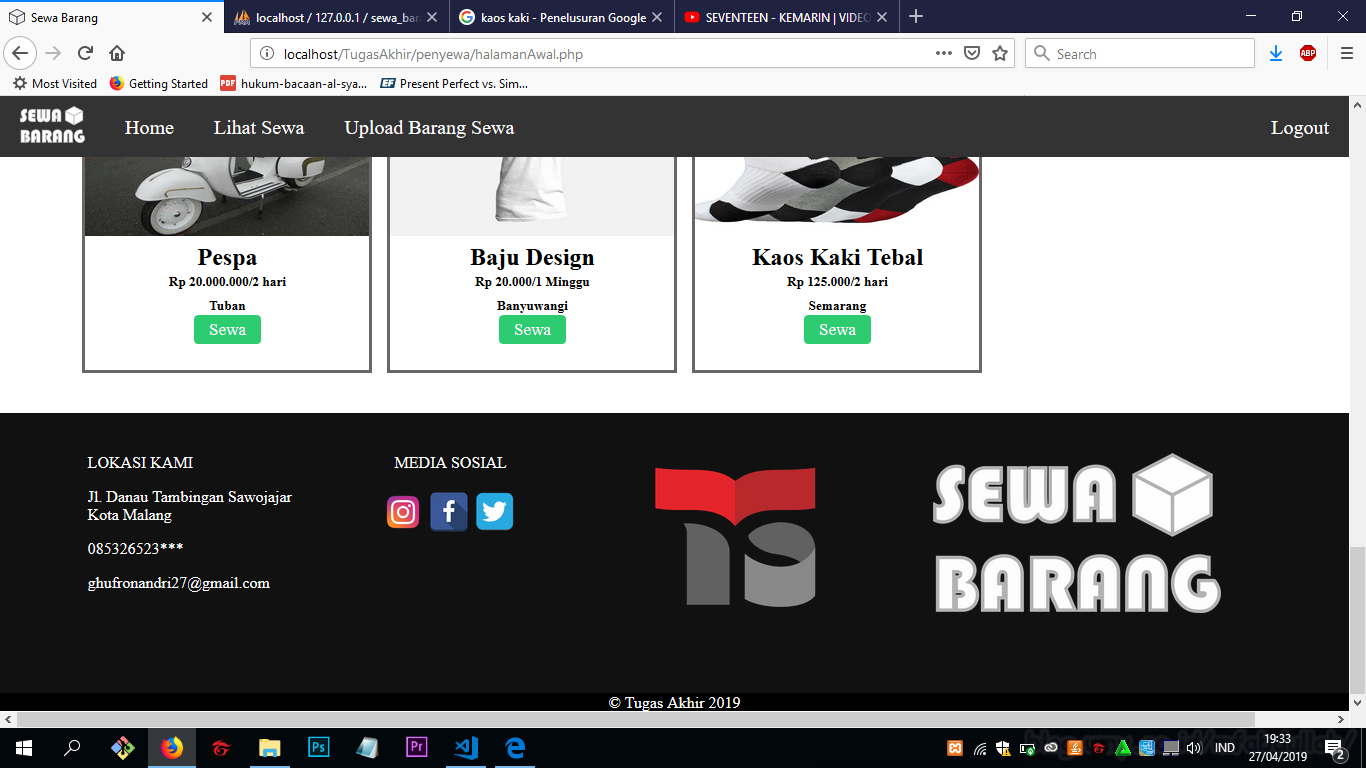 Sewa Barang
localhost / 127.0.0.1 / sewa_bar
kaos kaki - Penelusuran Google
SEVENTEEN - KEMARIN | VIDEO
localhost/TugasAkhir/penyewa/halamanAwal.php
Search
ABP
Most Visited
Getting Started
PDF
hukum-bacaan-al-sya...
EF
Present Perfect vs. Sim...
SEWA
BARANG
Home
Lihat Sewa
Upload Barang Sewa
Logout
Pespa
Rp 20.000.000/2 hari
Tuban
Sewa
Baju Design
Rp 20.000/1 Minggu
Banyuwangi
Sewa
Kaos Kaki Tebal
Rp 125.000/2 hari
Semarang
Sewa
LOKASI KAMI
Jl. Danau Tambingan Sawojajar
Kota Malang
085326523***
ghufronandri27@gmail.com
MEDIA SOSIAL
SEWA
BARANG
© Tugas Akhir 2019
Ps
Pr
IND
19:33
27/04/2019
2